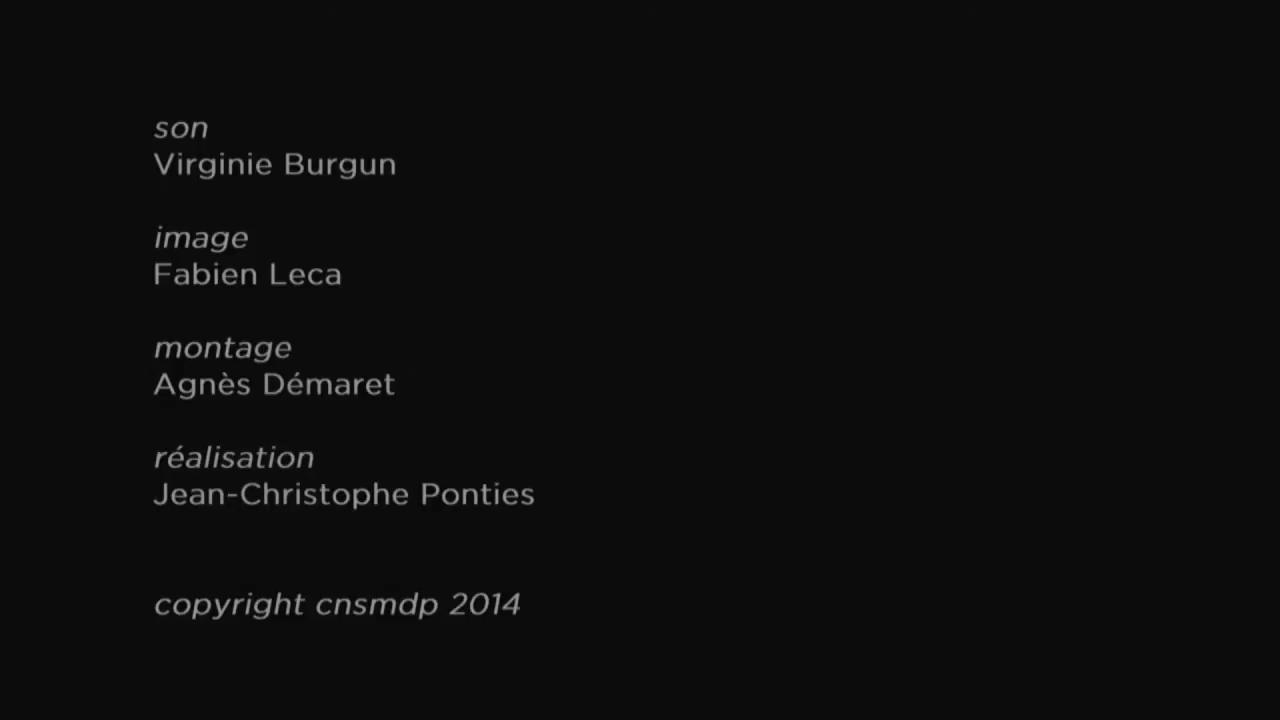 son
Virginie Burgun
image
Fabien Leca
montage
Agnès Démaret
réalisation
Jean-Christophe Ponties
copyright cnsmdp 2014